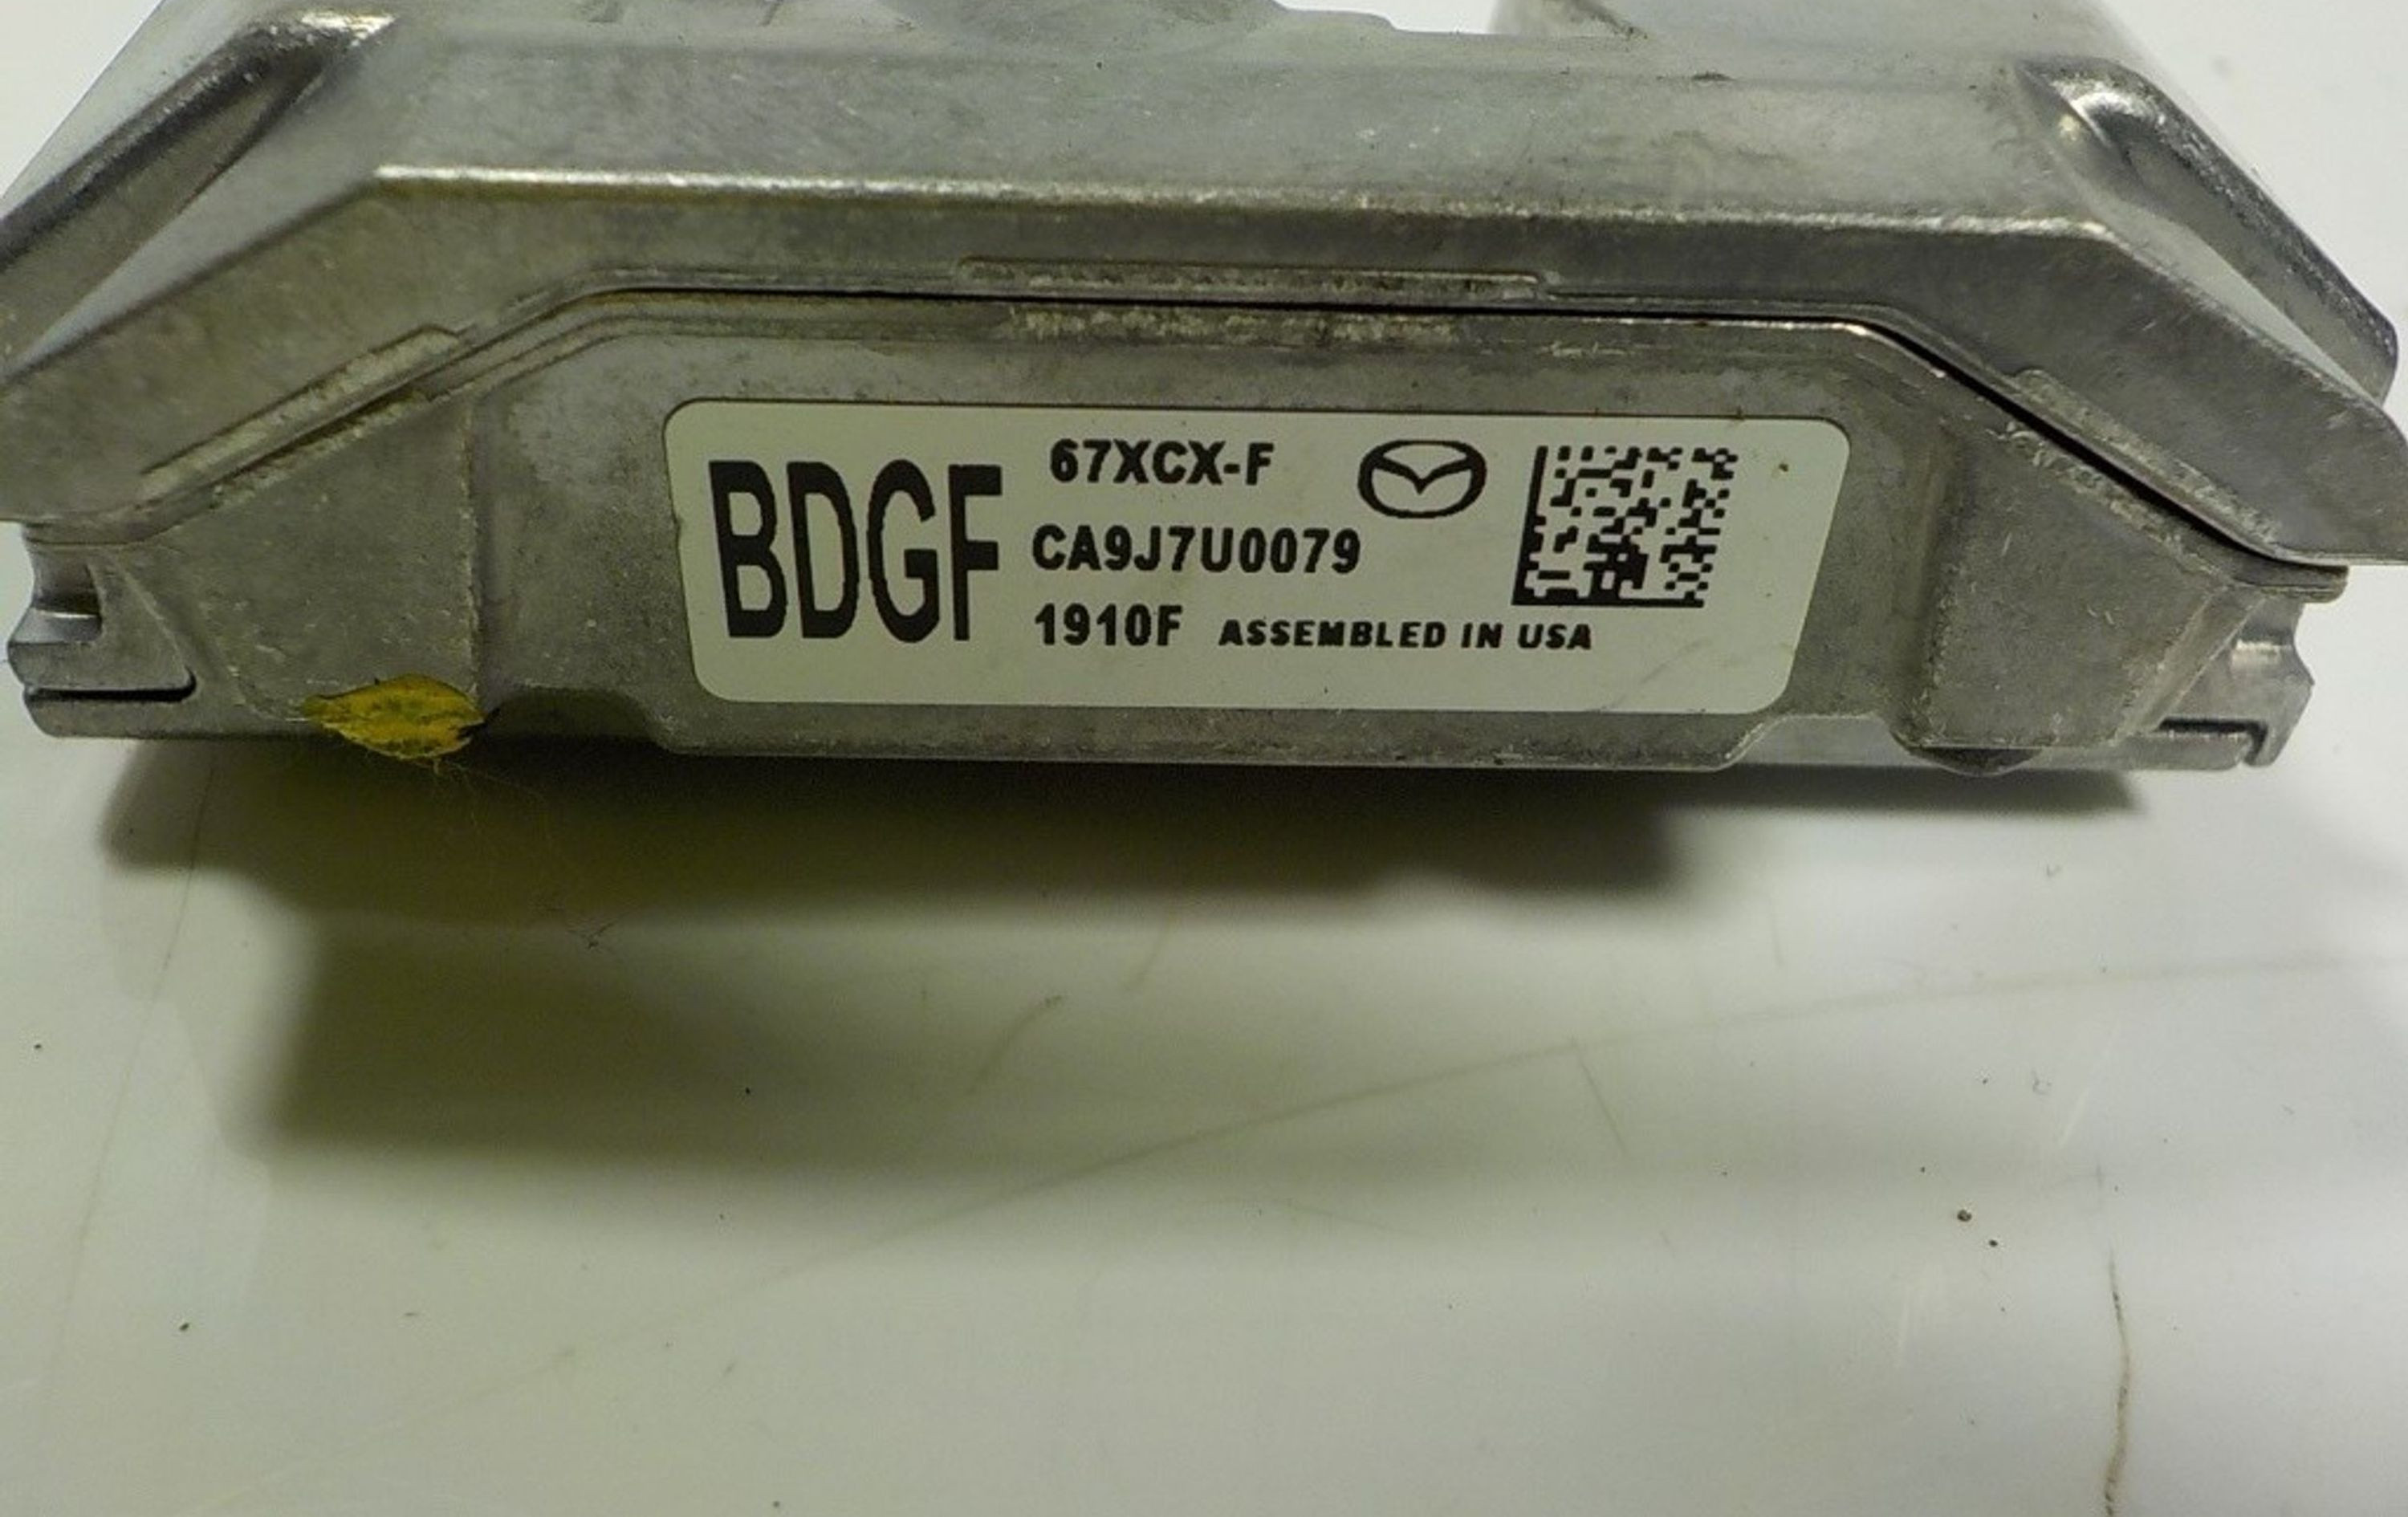 BDGF
67XCX-F
CA9J7U0079
1910F ASSEMBLED IN USA